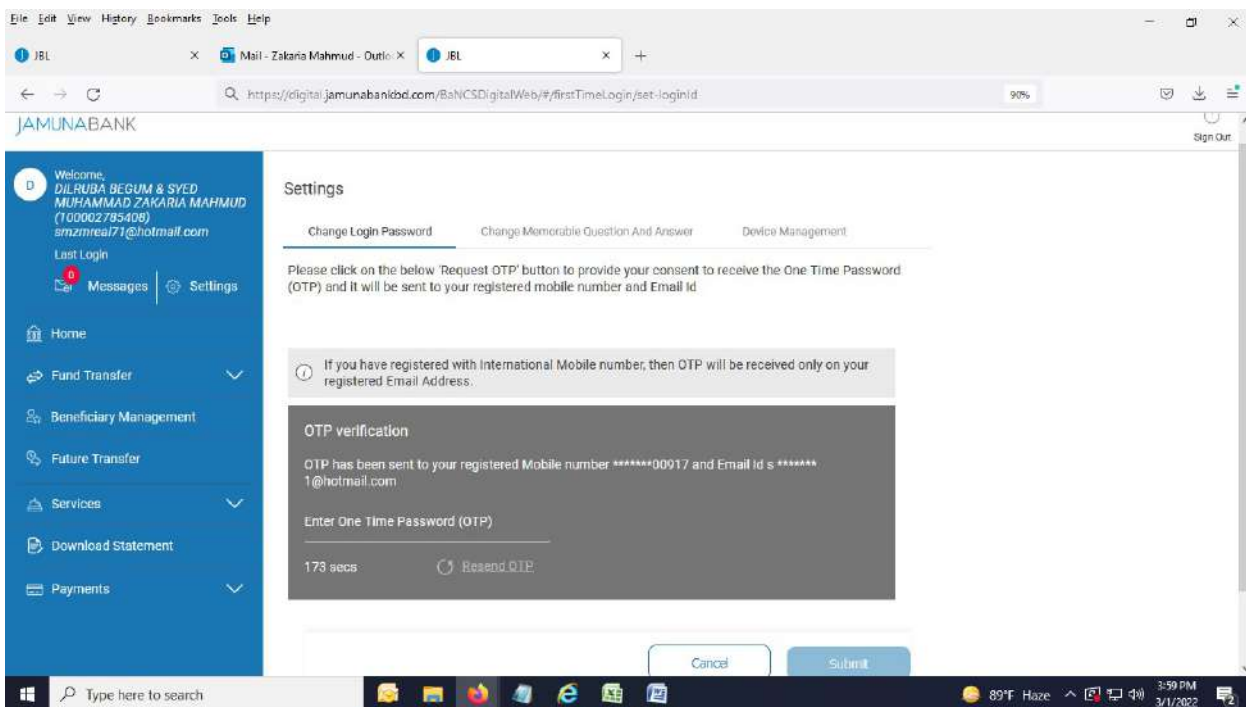 File Edit View History Bookmarks Tools Help
JBL
Mail - Zakaria Mahmud - Outlo
JBL
https://digital.jamunabankbd.com/BaNCSDigitalWeb/#/firstTimeLogin/set-loginId
90%
JAMUNABANK
Sign Out
D
Welcome,
DILRUBA BEGUM & SYED
MUHAMMAD ZAKARIA MAHMUD
(100002785408)
smzmreal71@hotmail.com
Last Login
0
Messages
Settings
Home
Fund Transfer
Beneficiary Management
Future Transfer
Services
Download Statement
Payments
Settings
Change Login Password
Change Memorable Question And Answer
Device Management
Please click on the below 'Request OTP' button to provide your consent to receive the One Time Password
(OTP) and it will be sent to your registered mobile number and Email Id
If you have registered with International Mobile number, then OTP will be received only on your
registered Email Address.
OTP verification
OTP has been sent to your registered Mobile number *******00917 and Email Id s *******
1@hotmail.com
Enter One Time Password (OTP)
173 secs
Resend OTP
Cancel
Submit
Type here to search
89°F Haze
3:59 PM
3/1/2022
2